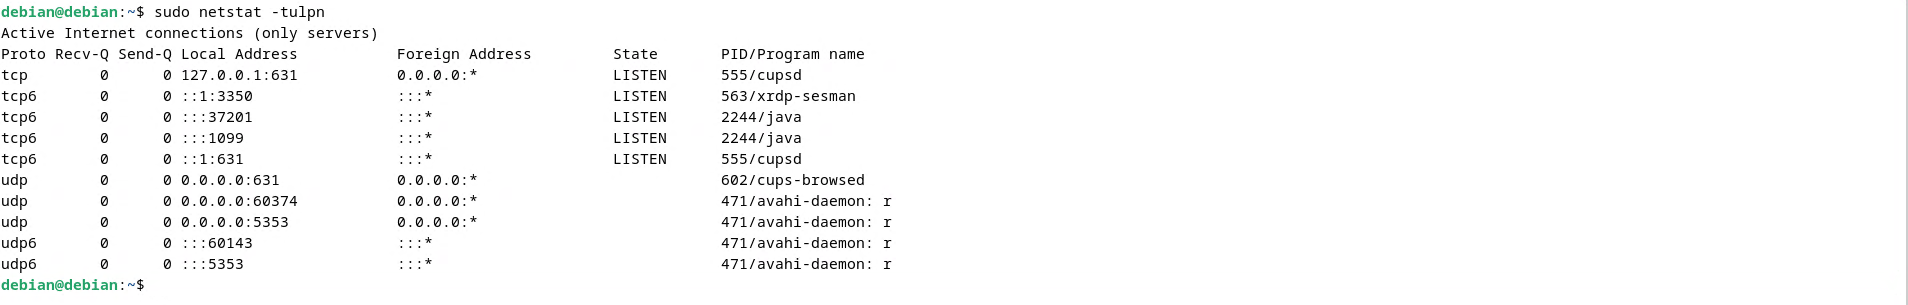 debian@debian:~$ sudo netstat -tulpn
Active Internet connections (only servers)
Proto Recv-Q Send-Q Local Address           Foreign Address         State       PID/Program name
tcp        0      0 127.0.0.1:631           0.0.0.0:*               LISTEN      555/cupsd
tcp6       0      0 ::1:3350                :::*                    LISTEN      563/xrdp-sesman
tcp6       0      0 :::37201                :::*                    LISTEN      2244/java
tcp6       0      0 :::1099                 :::*                    LISTEN      2244/java
tcp6       0      0 ::1:631                 :::*                    LISTEN      555/cupsd
udp        0      0 0.0.0.0:631             0.0.0.0:*                           602/cups-browsed
udp        0      0 0.0.0.0:60374           0.0.0.0:*                           471/avahi-daemon: r
udp        0      0 0.0.0.0:5353            0.0.0.0:*                           471/avahi-daemon: r
udp6       0      0 :::60143                :::*                                471/avahi-daemon: r
udp6       0      0 :::5353                 :::*                                471/avahi-daemon: r
debian@debian:~$